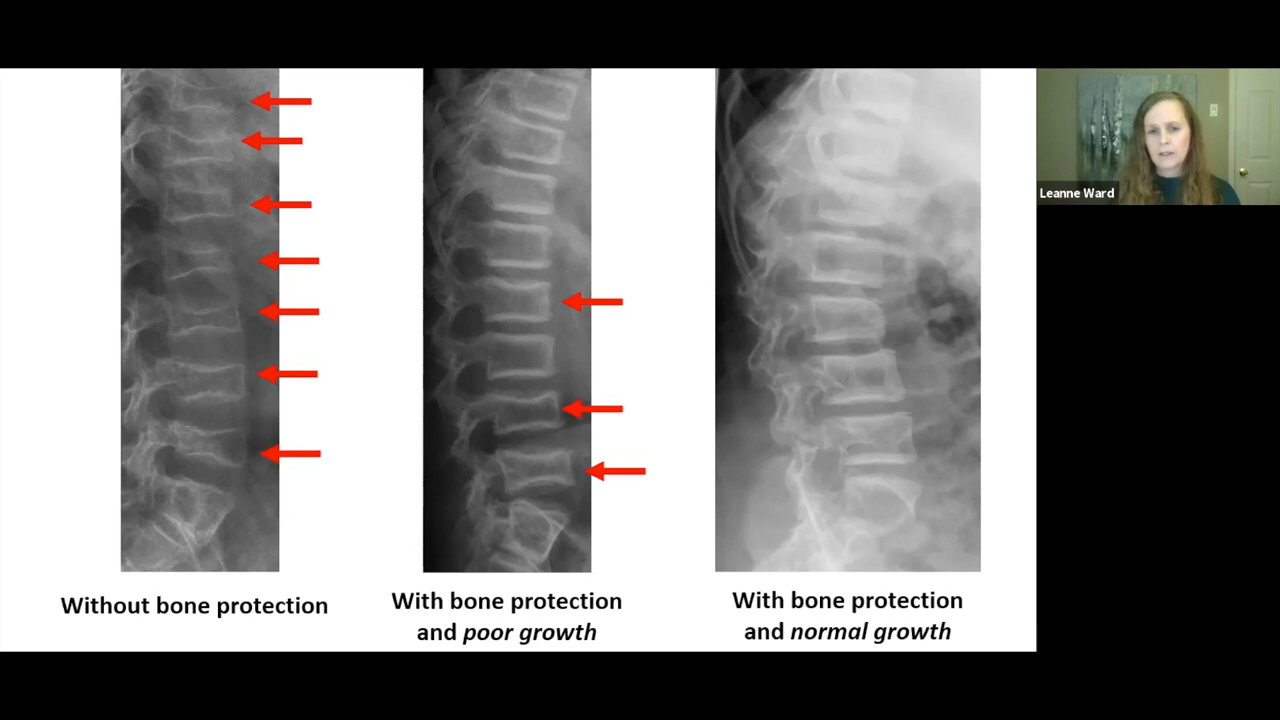 Leanne Ward
Without bone protection
With bone protection
and poor growth
With bone protection
and normal growth